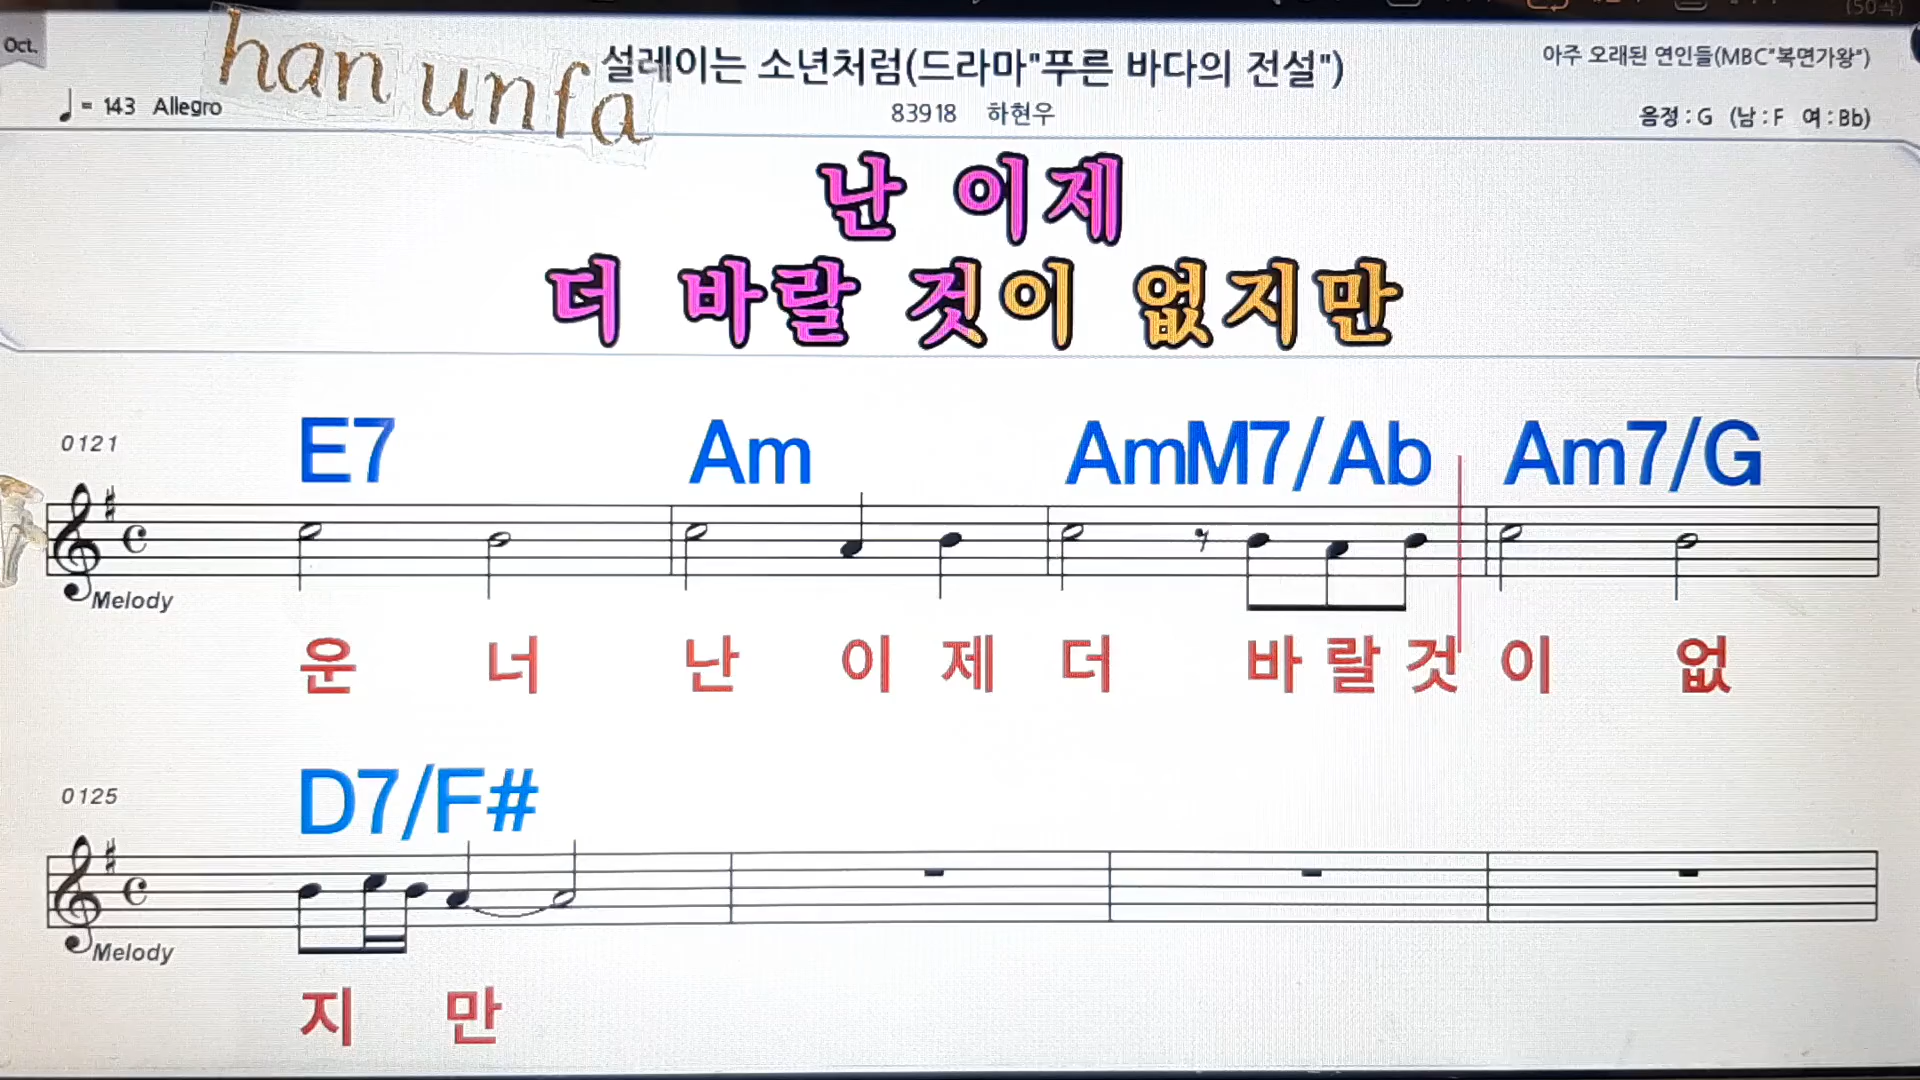 (50곡)
Oct.
han unfa
설레이는 소년처럼(드라마"푸른 바다의 전설")
아주 오래된 연인들(MBC"복면가왕")
♩ = 143 Allegro
83918 하현우
음정 : G (남 : F 여 : Bb)
난 이제
더 바랄 것이 없지만
0121
E7 Am AmM7/Ab Am7/G
Melody
운 너 난 이 제 더 바 랄 것 이 없
0125
D7/F#
Melody
지 만